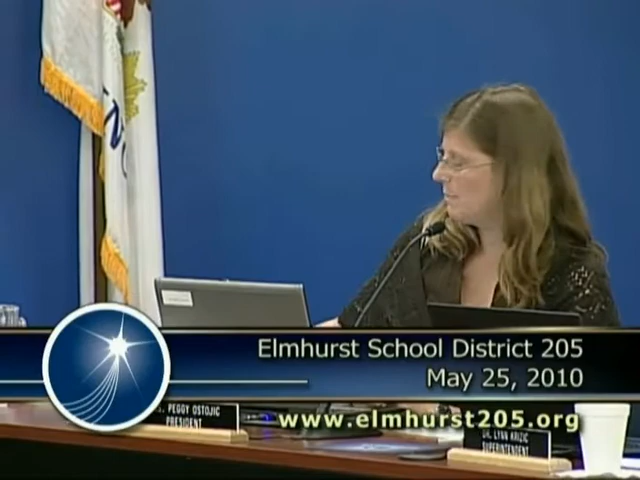 Elmhurst School District 205
May 25, 2010
www.elmhurst205.org
S. PEGGY OSTOJIC
PRESIDENT
DR. LYNN KRIZIC
SUPERINTENDENT